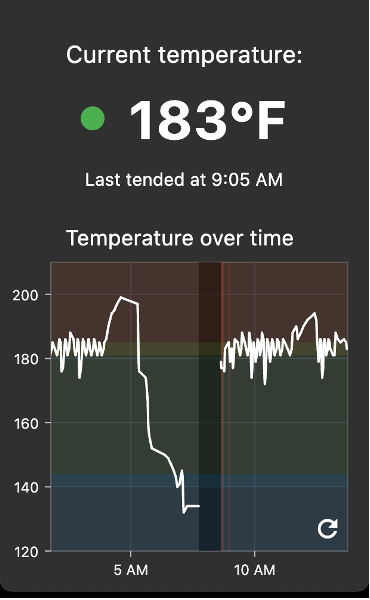 Current temperature:
183°F
Last tended at 9:05 AM
Temperature over time
200
180
160
140
120
5 AM
10 AM